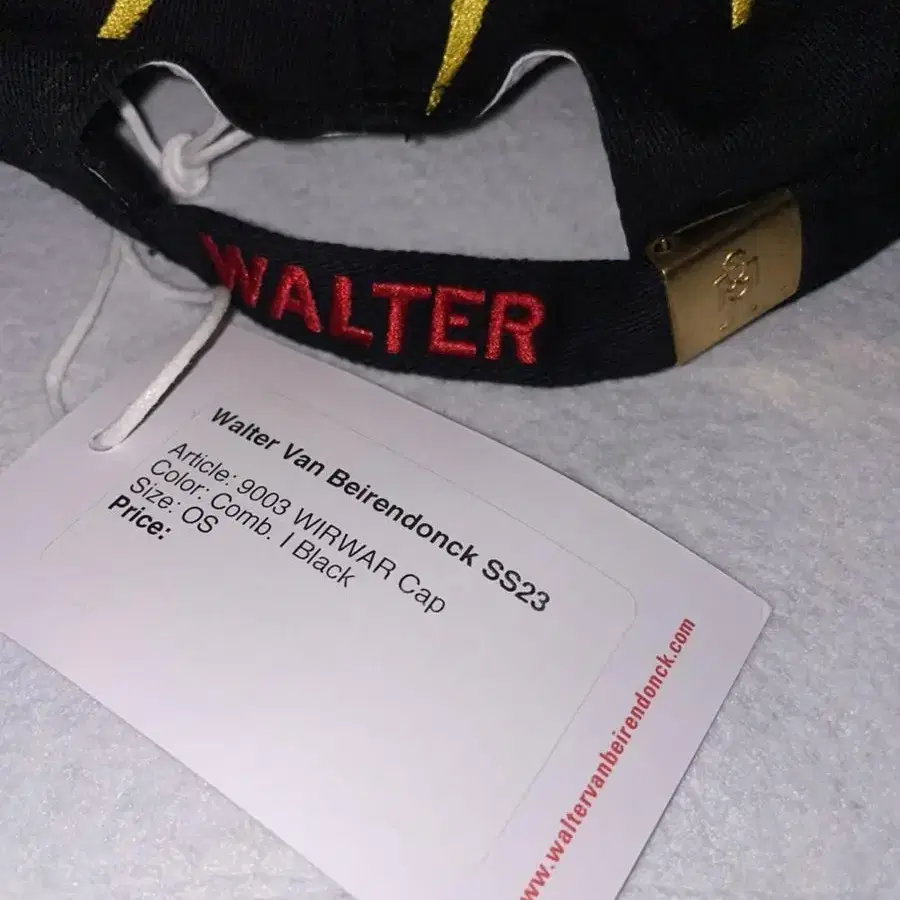 WALTER
Walter Van Beirendonck SS23
Article: 9003 WIRWAR Cap
Color: Comb. I Black
Size: OS
Price:
www.waltervanbeirendonck.com